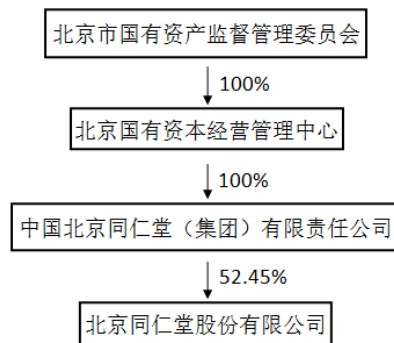 北京市国有资产监督管理委员会
100%
北京国有资本经营管理中心
100%
中国北京同仁堂（集团）有限责任公司
52.45%
北京同仁堂股份有限公司